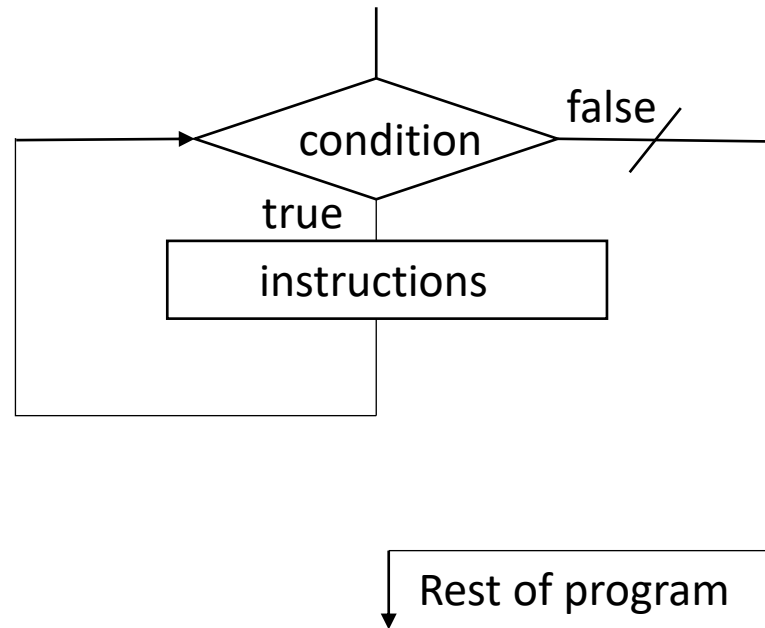 false
condition
true
instructions
Rest of program